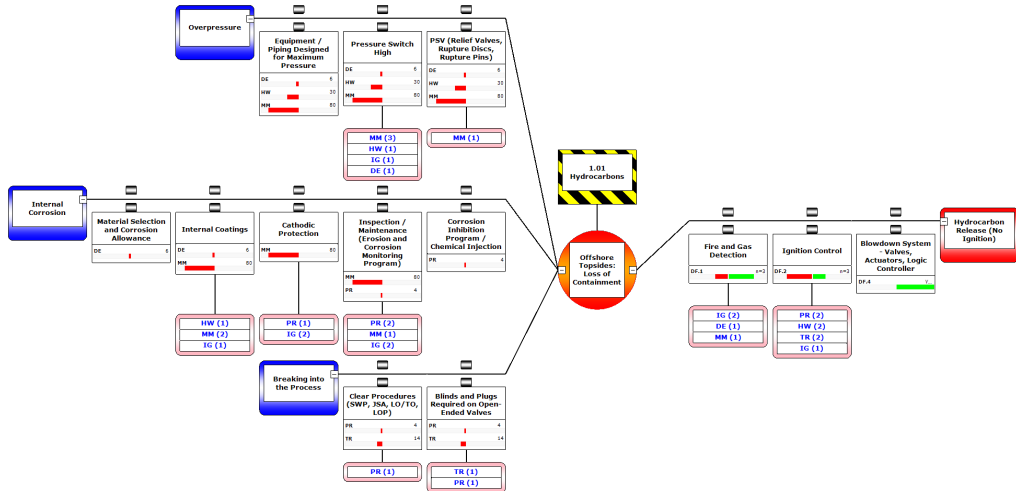 Overpressure
Equipment /
Piping Designed
for Maximum
Pressure
DE 6
HW 30
MM 80
Pressure Switch
High
DE 6
HW 30
MM 80
MM (3)
HW (1)
IG (1)
DE (1)
PSV (Relief Valves,
Rupture Discs,
Rupture Pins)
DE 6
HW 30
MM 80
MM (1)
1.01
Hydrocarbons
Internal
Corrosion
Material Selection
and Corrosion
Allowance
DE 6
Internal Coatings
DE 6
MM 80
HW (1)
MM (2)
IG (1)
Cathodic
Protection
MM 80
PR (1)
IG (2)
Inspection /
Maintenance
(Erosion and
Corrosion
Monitoring
Program)
MM 80
PR 4
PR (2)
MM (1)
IG (2)
Corrosion
Inhibition
Program /
Chemical Injection
PR 4
Offshore
Topsides:
Loss of
Containment
Fire and Gas
Detection
DF.1 n=3
IG (2)
DE (1)
MM (1)
Ignition Control
DF.2 n=3
PR (2)
HW (2)
TR (2)
IG (1)
Blowdown System
- Valves,
Actuators, Logic
Controller
DF.4 Y
Hydrocarbon
Release (No
Ignition)
Breaking into
the Process
Clear Procedures
(SWP, JSA, LO/TO,
LOP)
PR 4
TR 14
PR (1)
Blinds and Plugs
Required on Open-
Ended Valves
PR 4
TR 14
TR (1)
PR (1)